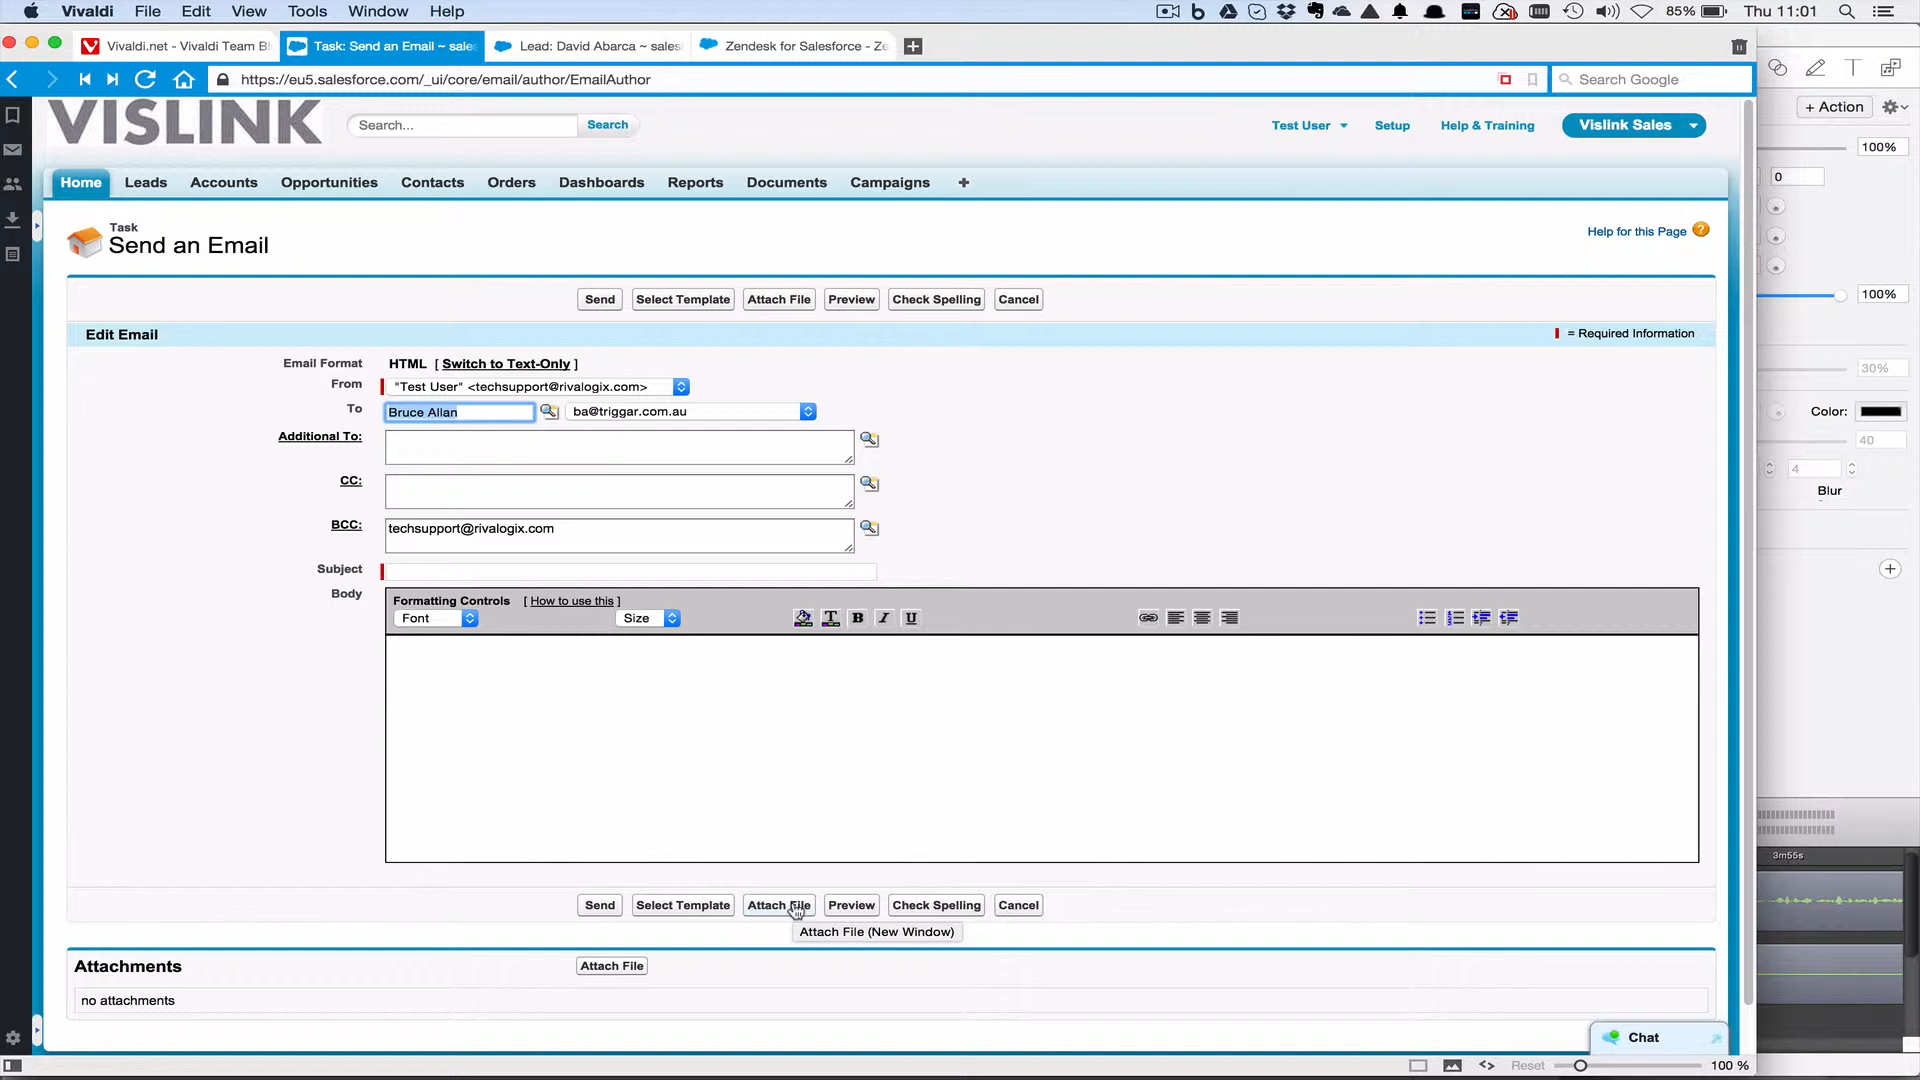 Vivaldi File Edit View Tools Window Help 85% Thu 11:01
Vivaldi.net - Vivaldi Team Bl Task: Send an Email ~ sales Lead: David Abarca ~ sales Zendesk for Salesforce - Ze
https://eu5.salesforce.com/_ui/core/email/author/EmailAuthor Search Google
VISLINK Search... Search Test User Setup Help & Training Vislink Sales
+ Action
100%
0
Home Leads Accounts Opportunities Contacts Orders Dashboards Reports Documents Campaigns +
Task
Send an Email Help for this Page
Send Select Template Attach File Preview Check Spelling Cancel
100%
Edit Email = Required Information
Email Format HTML [ Switch to Text-Only ]
30%
From "Test User" <techsupport@rivalogix.com>
To Bruce Allan ba@triggar.com.au
Color:
Additional To:
40
CC:
4
Blur
BCC: techsupport@rivalogix.com
Subject
Body Formatting Controls [ How to use this ]
Font Size B I U
3m55s
Send Select Template Attach File Preview Check Spelling Cancel
Attach File (New Window)
Attachments Attach File
no attachments
Chat
Reset 100 %